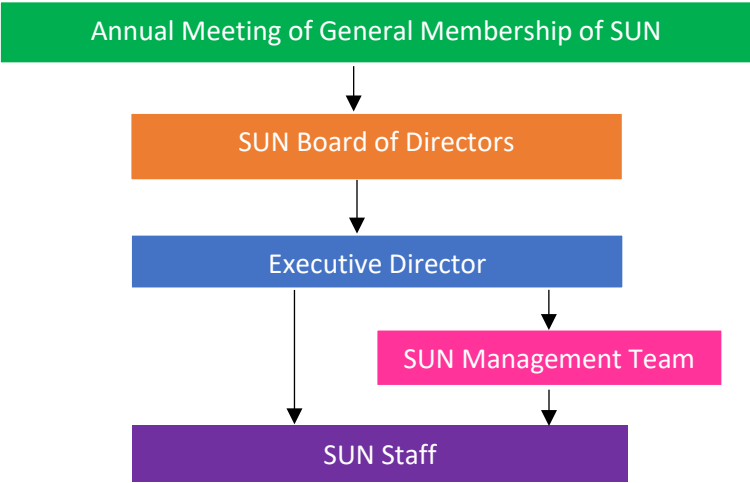 Annual Meeting of General Membership of SUN
SUN Board of Directors
Executive Director
SUN Management Team
SUN Staff